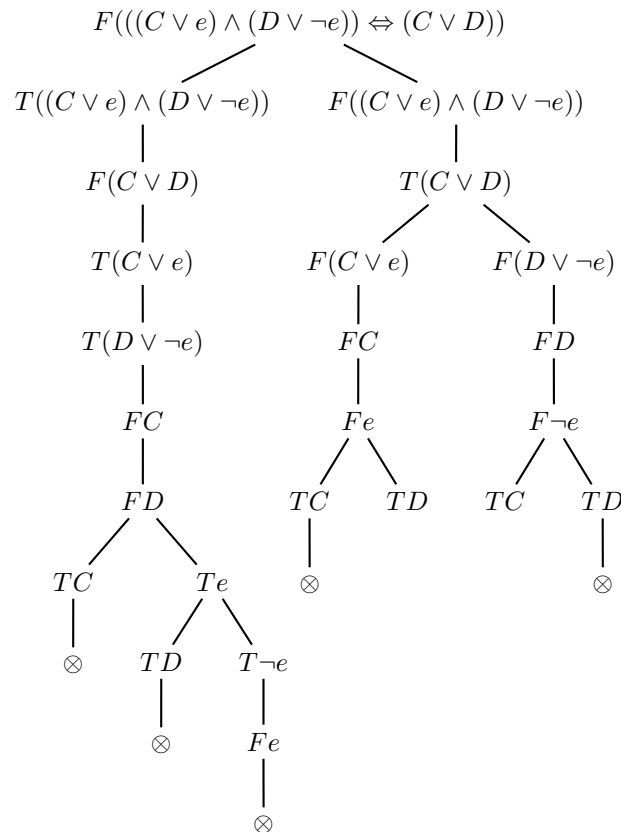 F(((C ∨ e) ∧ (D ∨ ¬e)) ⇔ (C ∨ D))
T((C ∨ e) ∧ (D ∨ ¬e)) F((C ∨ e) ∧ (D ∨ ¬e))
F(C ∨ D) T(C ∨ D)
T(C ∨ e) F(C ∨ e) F(D ∨ ¬e)
T(D ∨ ¬e) FC FD
FC Fe F¬e
FD TC TD TC TD
TC Te ⊗ ⊗
⊗ TD T¬e
⊗ Fe
⊗